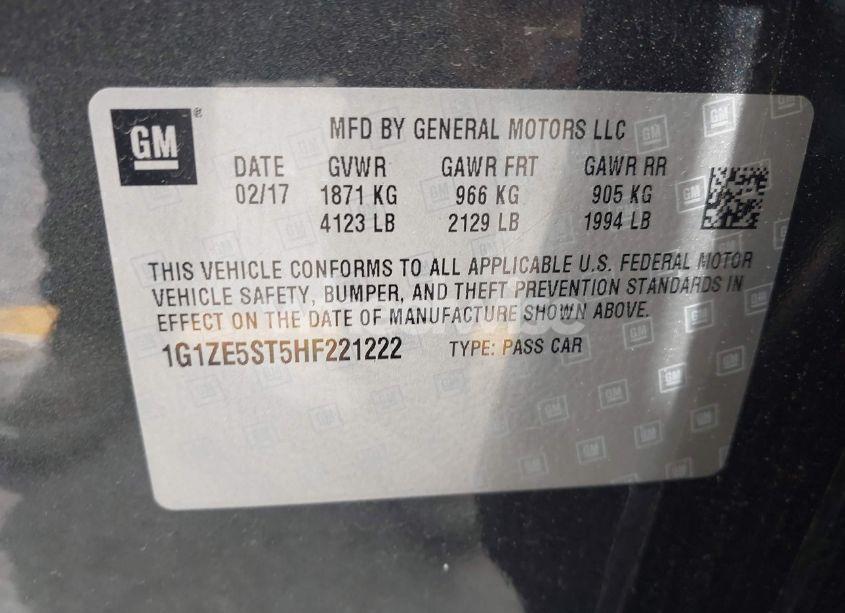 GM ®
MFD BY GENERAL MOTORS LLC
DATE GVWR GAWR FRT GAWR RR
02/17 1871 KG 966 KG 905 KG
4123 LB 2129 LB 1994 LB
THIS VEHICLE CONFORMS TO ALL APPLICABLE U.S. FEDERAL MOTOR
VEHICLE SAFETY, BUMPER, AND THEFT PREVENTION STANDARDS IN
EFFECT ON THE DATE OF MANUFACTURE SHOWN ABOVE.
1G1ZE5ST5HF221222 TYPE: PASS CAR